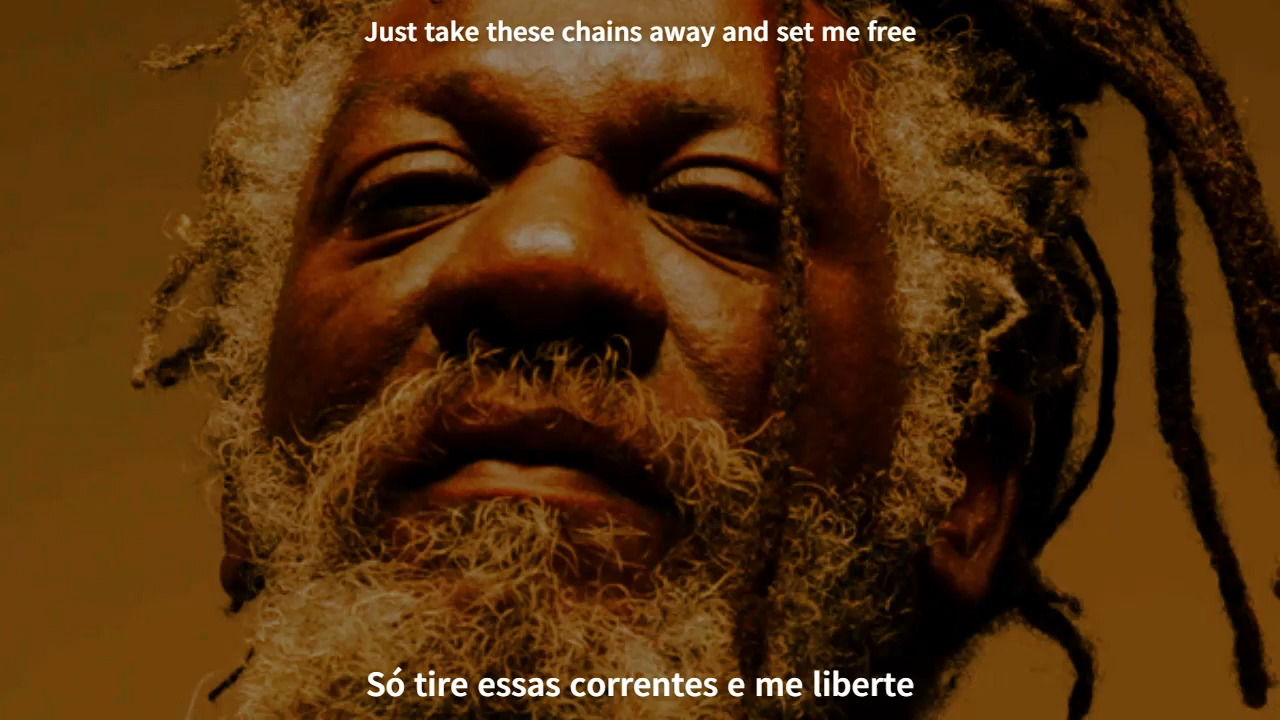 Just take these chains away and set me free
Só tire essas correntes e me liberte